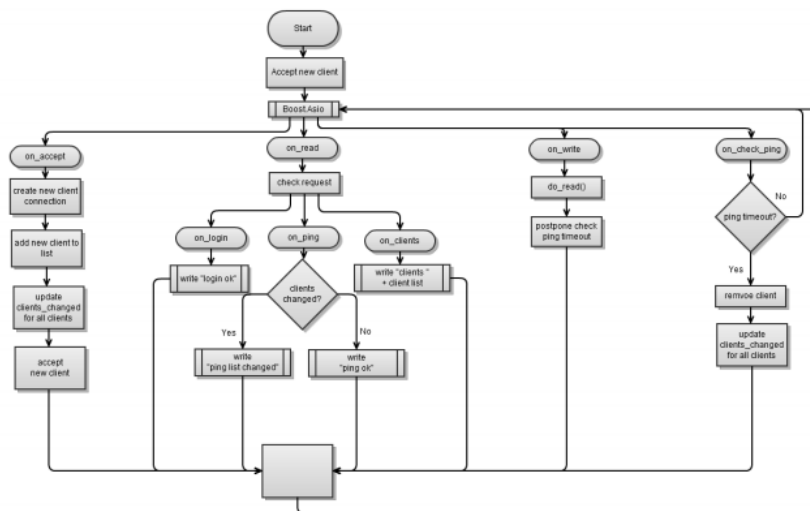 Start
Accept new client
Boost.Asio
on_accept
on_read
on_write
on_check_ping
create new client
connection
check request
do_read()
No
ping timeout?
add new client to
list
on_login
on_ping
on_clients
postpone check
ping timeout
write "login ok"
clients
changed?
write "clients "
+ client list
Yes
update
clients_changed
for all clients
remvoe client
Yes
No
accept
new client
write
"ping list changed"
write
"ping ok"
update
clients_changed
for all clients